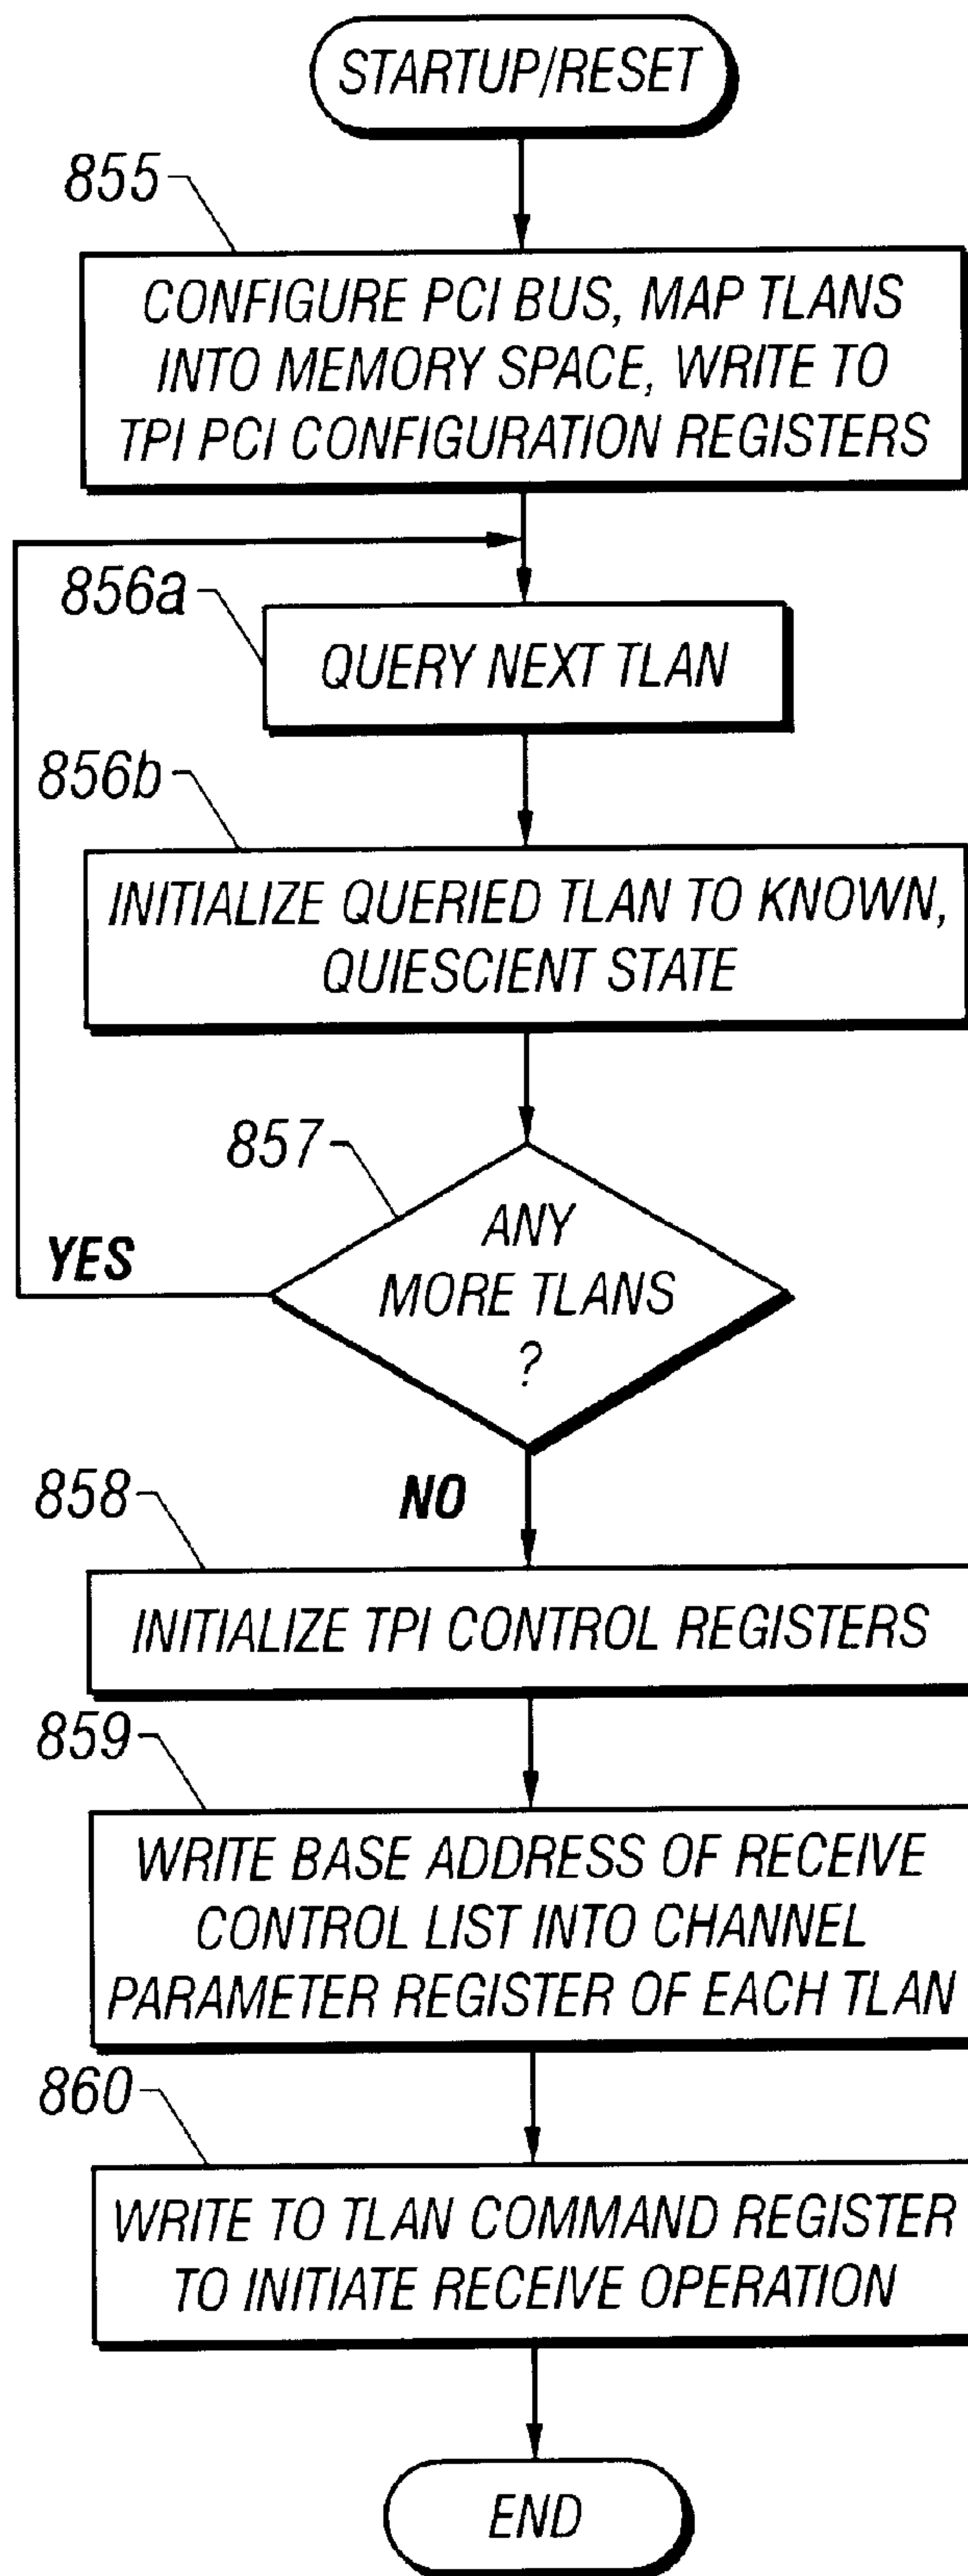 STARTUP/RESET
855
CONFIGURE PCI BUS, MAP TLANS
INTO MEMORY SPACE, WRITE TO
TPI PCI CONFIGURATION REGISTERS
856a
QUERY NEXT TLAN
856b
INITIALIZE QUERIED TLAN TO KNOWN,
QUIESCIENT STATE
857
ANY
MORE TLANS
?
YES
NO
858
INITIALIZE TPI CONTROL REGISTERS
859
WRITE BASE ADDRESS OF RECEIVE
CONTROL LIST INTO CHANNEL
PARAMETER REGISTER OF EACH TLAN
860
WRITE TO TLAN COMMAND REGISTER
TO INITIATE RECEIVE OPERATION
END